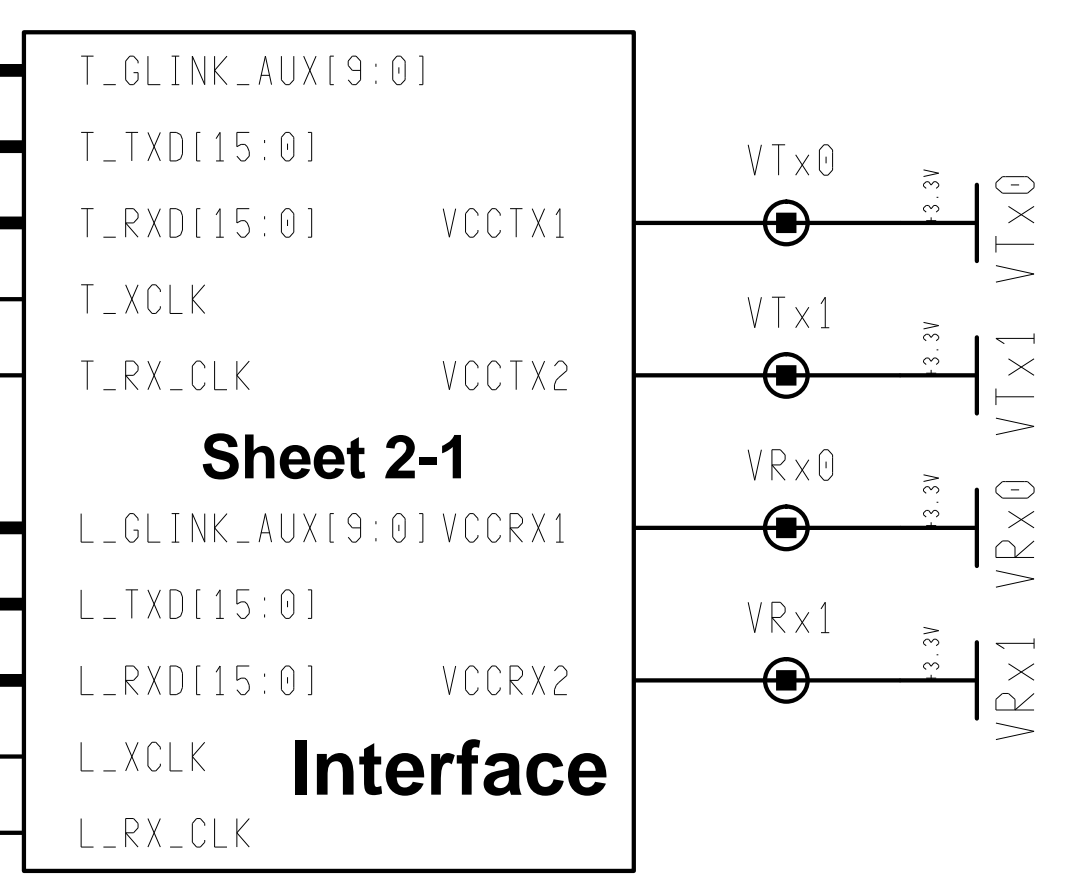 T_GLINK_AUX[9:0]
T_TXD[15:0]
T_RXD[15:0] VCCTX1
T_XCLK
T_RX_CLK VCCTX2
Sheet 2-1
L_GLINK_AUX[9:0] VCCRX1
L_TXD[15:0]
L_RXD[15:0] VCCRX2
L_XCLK
Interface
L_RX_CLK
VTx0
+3.3V
VTx0
VTx1
+3.3V
VTx1
VRx0
+3.3V
VRx0
VRx1
+3.3V
VRx1